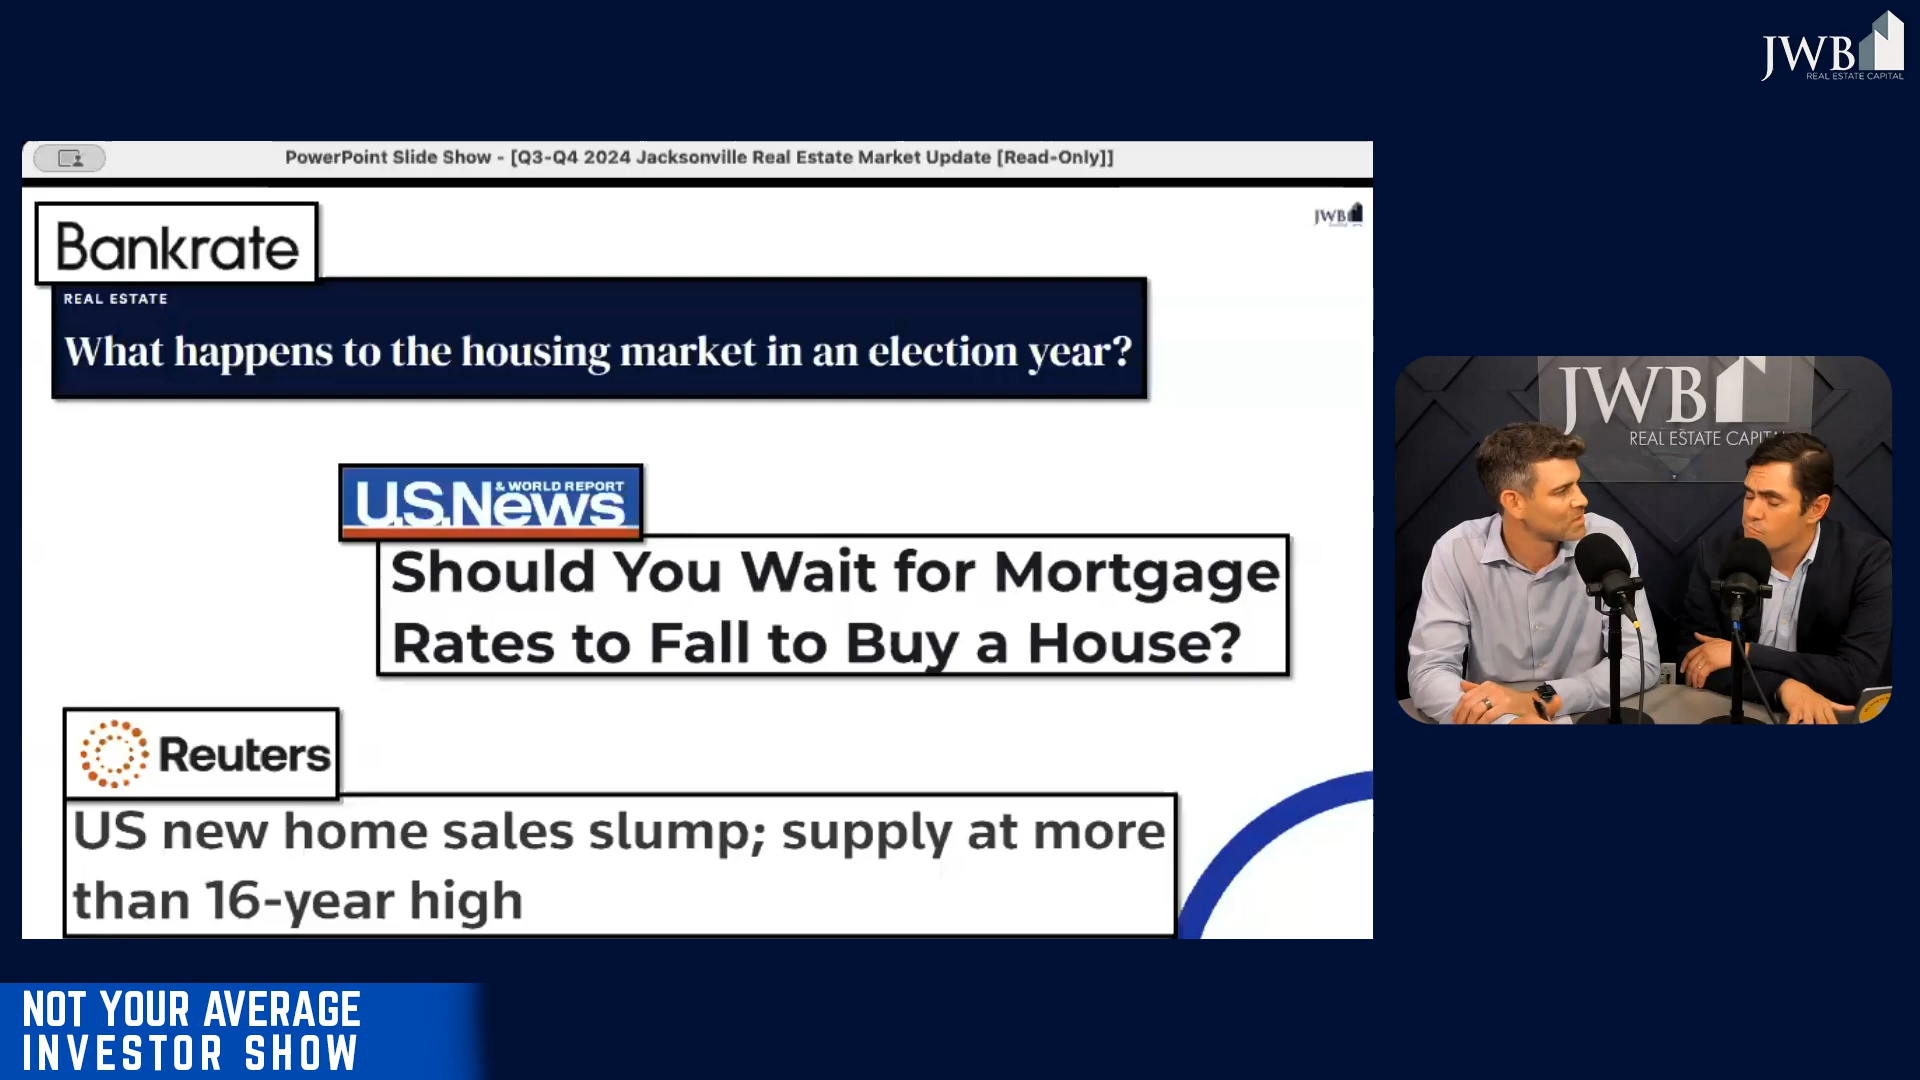 JWB
REAL ESTATE CAPITAL
PowerPoint Slide Show - [Q3-Q4 2024 Jacksonville Real Estate Market Update [Read-Only]]
JWB
Bankrate
REAL ESTATE
What happens to the housing market in an election year?
U.S. News
& WORLD REPORT
Should You Wait for Mortgage
Rates to Fall to Buy a House?
Reuters
US new home sales slump; supply at more
than 16-year high
JWB
REAL ESTATE CAPITAL
NOT YOUR AVERAGE
INVESTOR SHOW